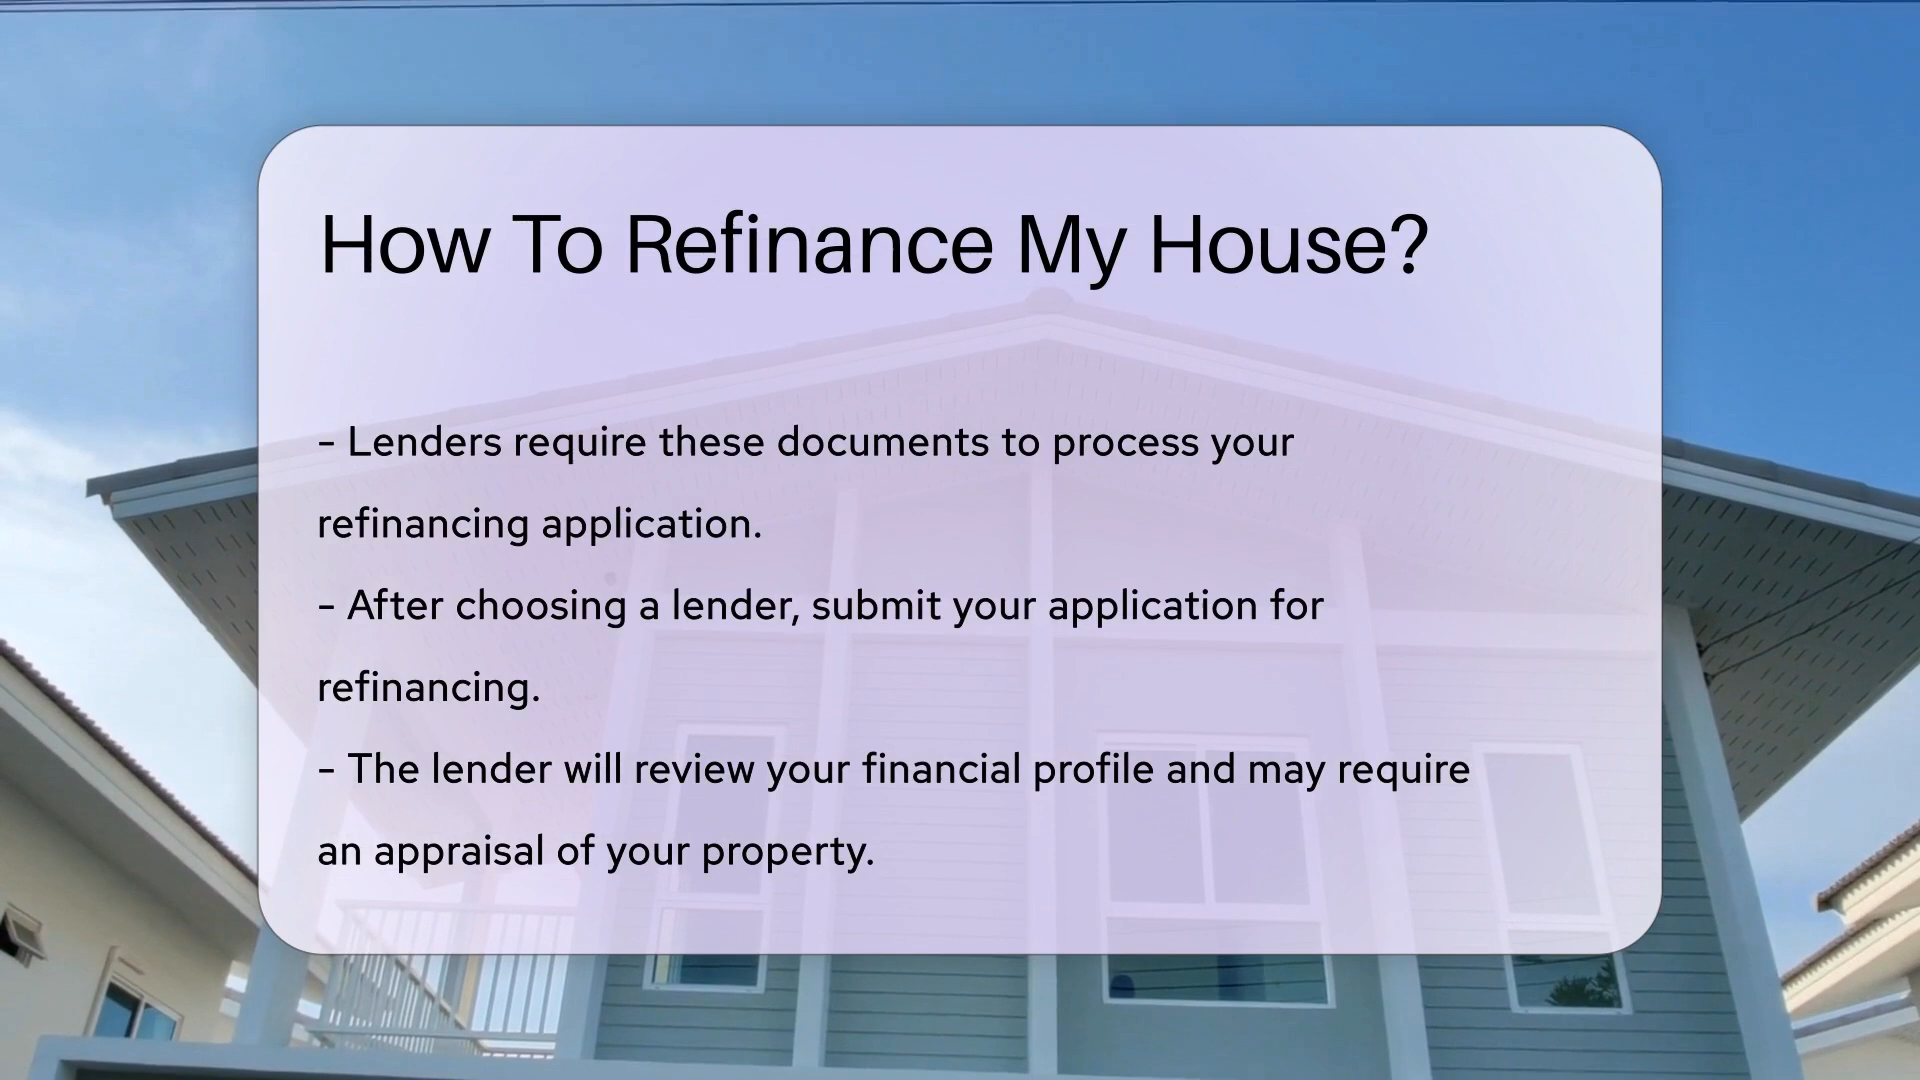 How To Refinance My House?
- Lenders require these documents to process your
refinancing application.
- After choosing a lender, submit your application for
refinancing.
- The lender will review your financial profile and may require
an appraisal of your property.